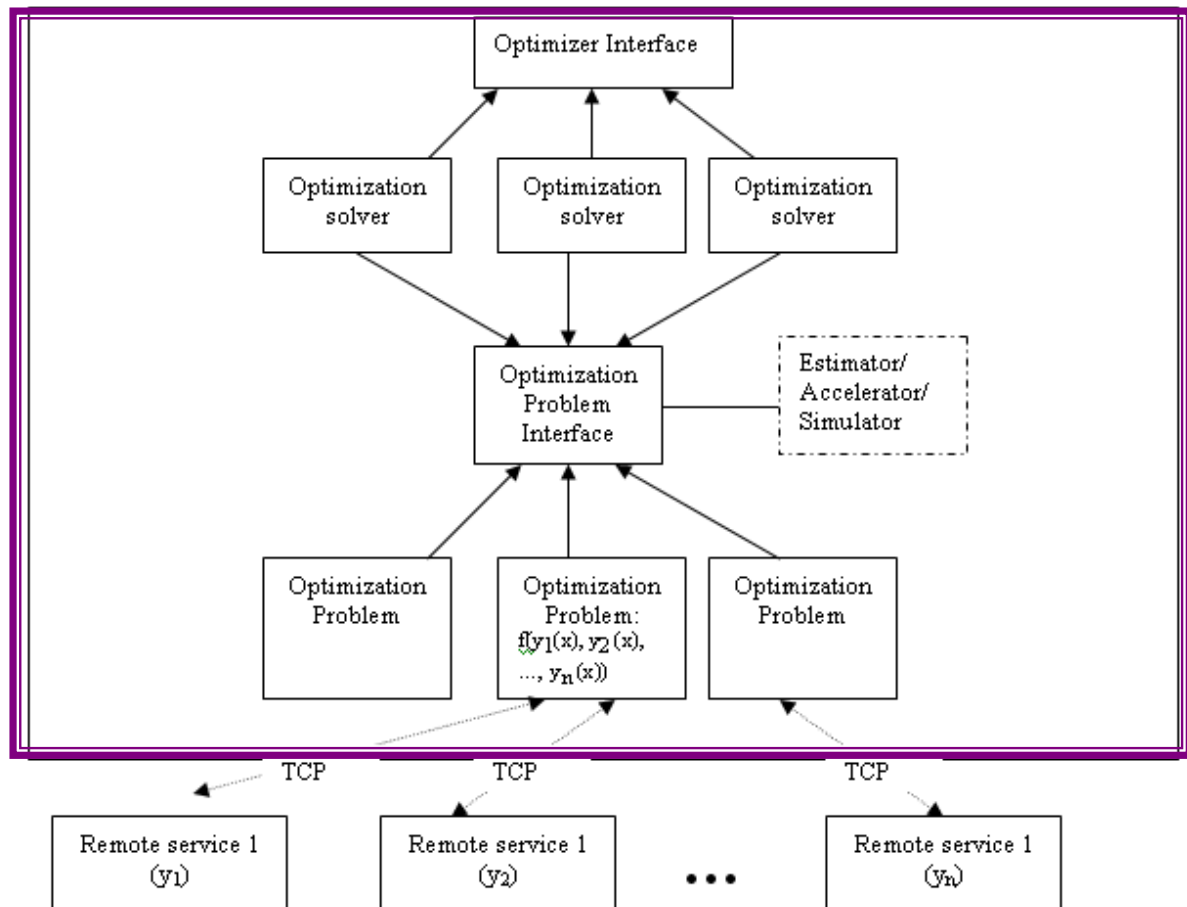 Optimizer Interface
Optimization
solver
Optimization
solver
Optimization
solver
Optimization
Problem
Interface
Estimator/
Accelerator/
Simulator
Optimization
Problem
Optimization
Problem:
f(y1(x), y2(x),
..., yn(x))
Optimization
Problem
TCP
TCP
TCP
Remote service 1
(y1)
Remote service 1
(y2)
...
Remote service 1
(yn)